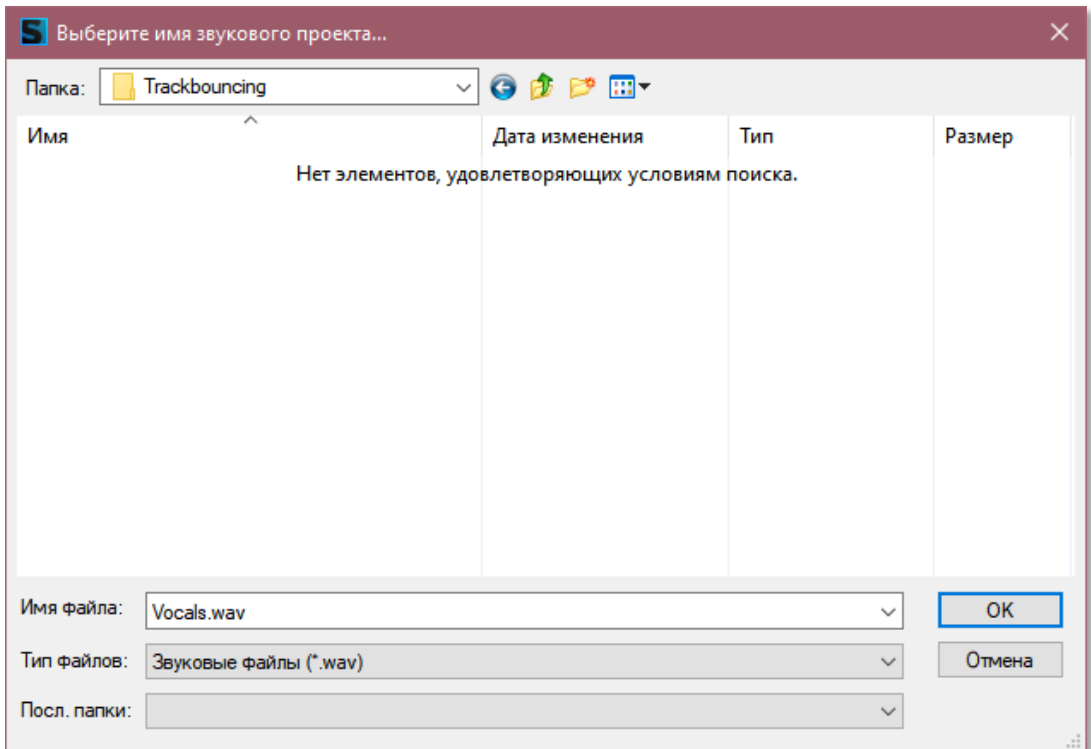 Выберите имя звукового проекта...
Папка: Trackbouncing
Имя Дата изменения Тип Размер
Нет элементов, удовлетворяющих условиям поиска.
Имя файла: Vocals.wav OK
Тип файлов: Звуковые файлы (*.wav) Отмена
Посл. папки: